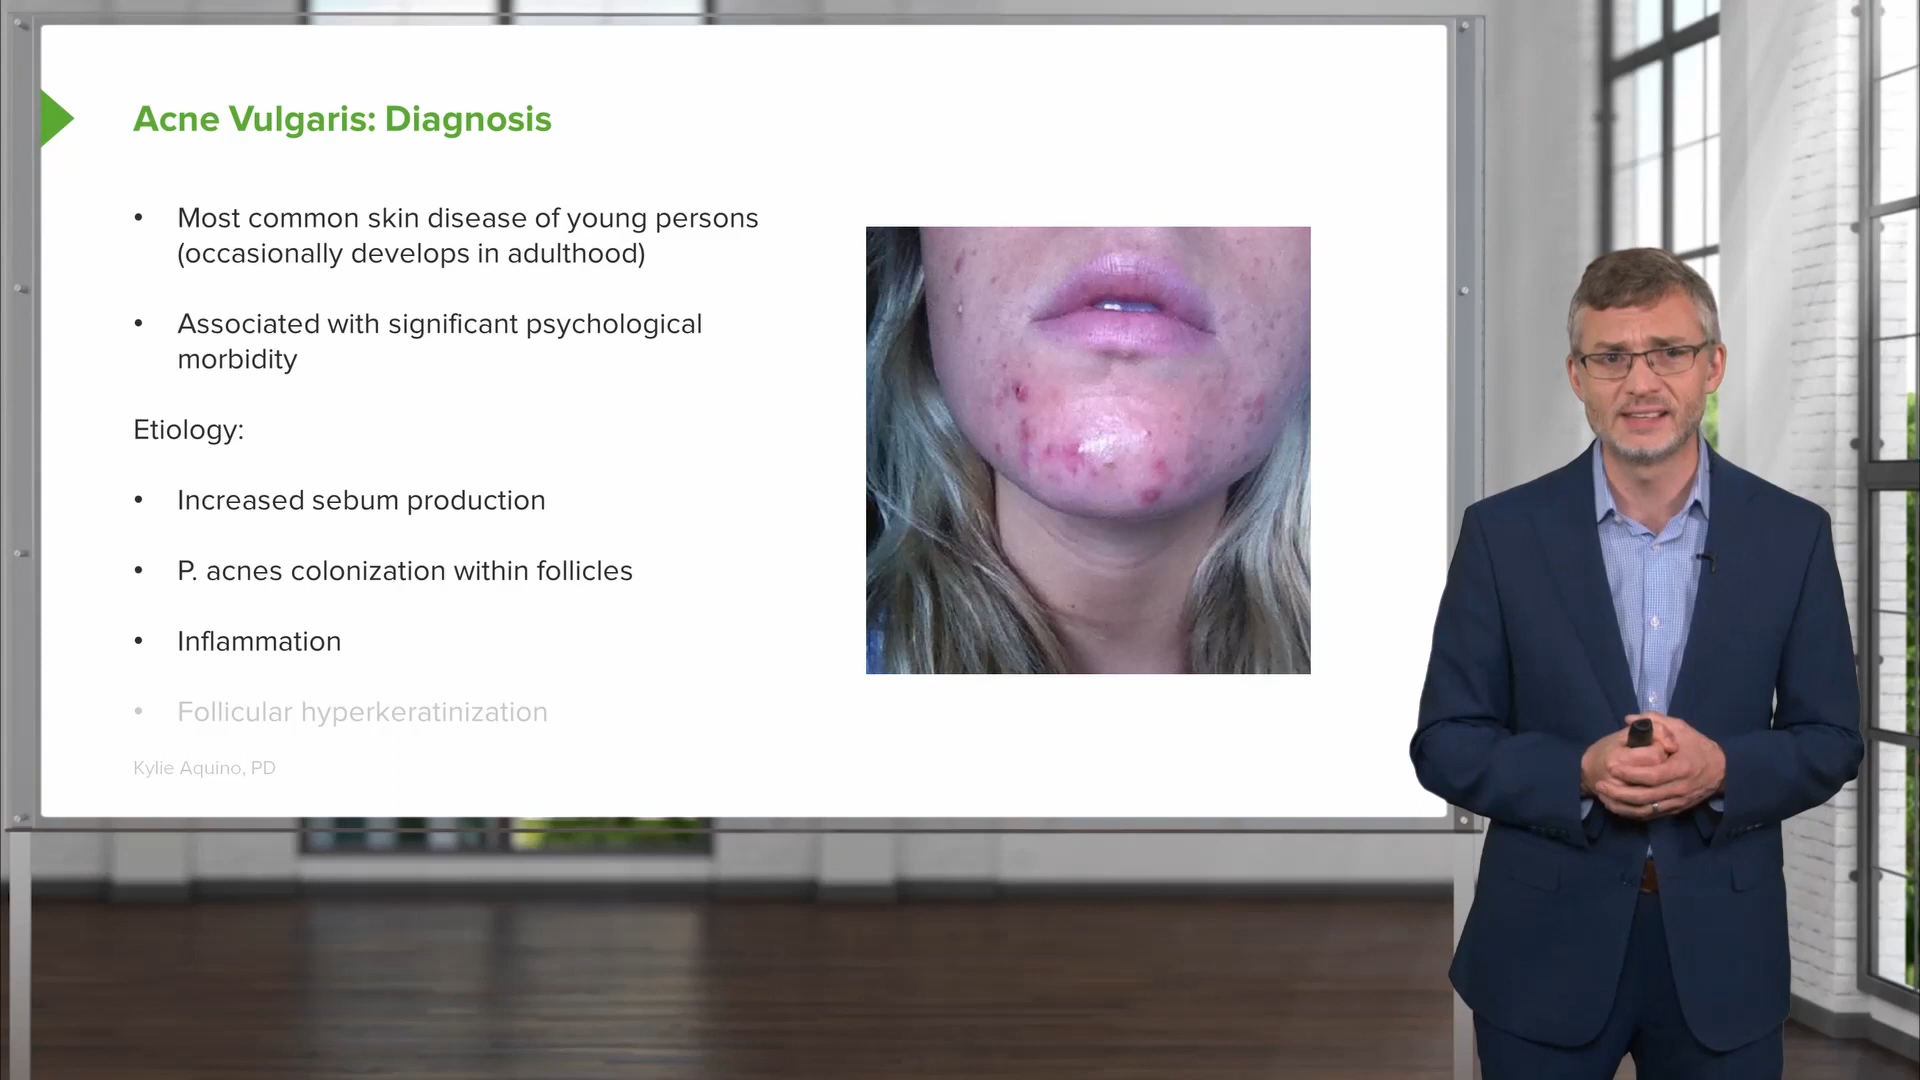 Acne Vulgaris: Diagnosis
• Most common skin disease of young persons
(occasionally develops in adulthood)
• Associated with significant psychological
morbidity
Etiology:
• Increased sebum production
• P. acnes colonization within follicles
• Inflammation
• Follicular hyperkeratinization
Kylie Aquino, PD